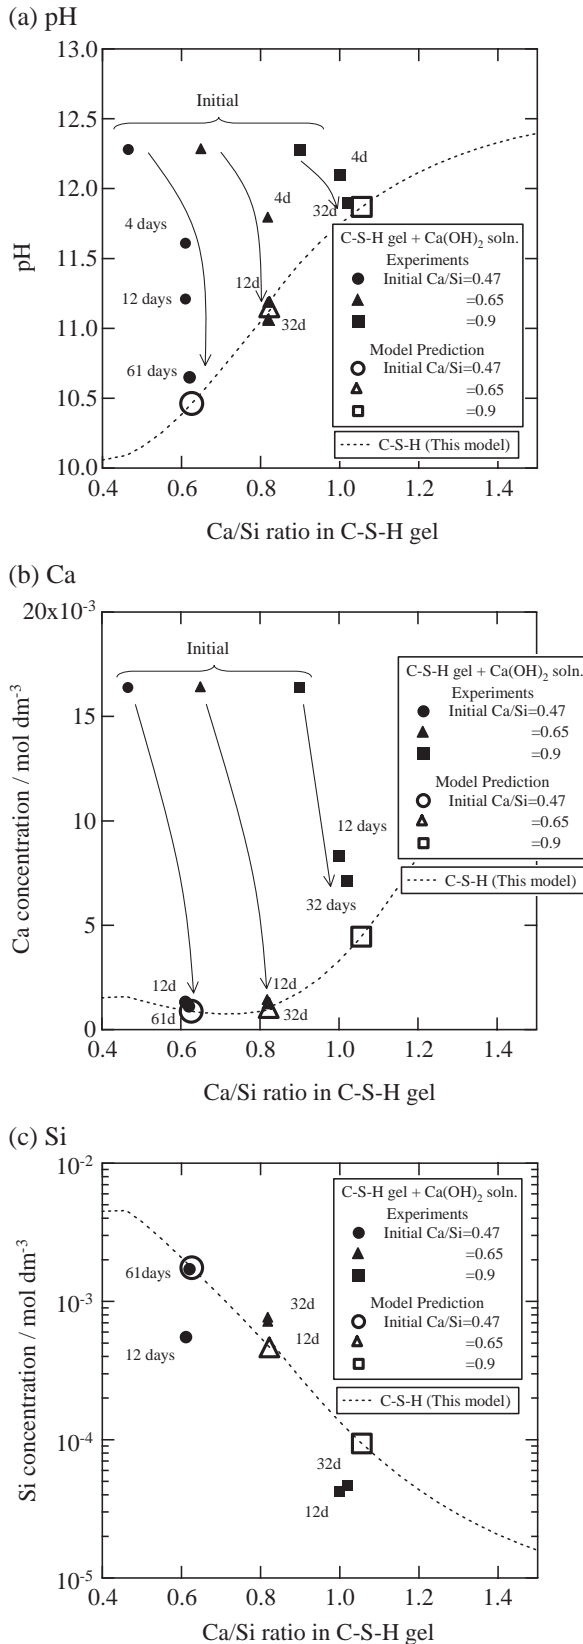 (a) pH
13.0
12.5
12.0
11.5
11.0
10.5
10.0
pH
Initial
4d
4d
32d
4 days
12 days
12d
32d
61 days
C-S-H gel + Ca(OH)2 soln.
Experiments
Initial Ca/Si=0.47
=0.65
=0.9
Model Prediction
Initial Ca/Si=0.47
=0.65
=0.9
C-S-H (This model)
0.4 0.6 0.8 1.0 1.2 1.4
Ca/Si ratio in C-S-H gel
(b) Ca
20x10-3
15
10
5
0
Ca concentration / mol dm-3
Initial
12 days
32 days
12d
61d
12d
32d
C-S-H gel + Ca(OH)2 soln.
Experiments
Initial Ca/Si=0.47
=0.65
=0.9
Model Prediction
Initial Ca/Si=0.47
=0.65
=0.9
C-S-H (This model)
0.4 0.6 0.8 1.0 1.2 1.4
Ca/Si ratio in C-S-H gel
(c) Si
10-2
10-3
10-4
10-5
Si concentration / mol dm-3
61days
12 days
32d
12d
32d
12d
C-S-H gel + Ca(OH)2 soln.
Experiments
Initial Ca/Si=0.47
=0.65
=0.9
Model Prediction
Initial Ca/Si=0.47
=0.65
=0.9
C-S-H (This model)
0.4 0.6 0.8 1.0 1.2 1.4
Ca/Si ratio in C-S-H gel